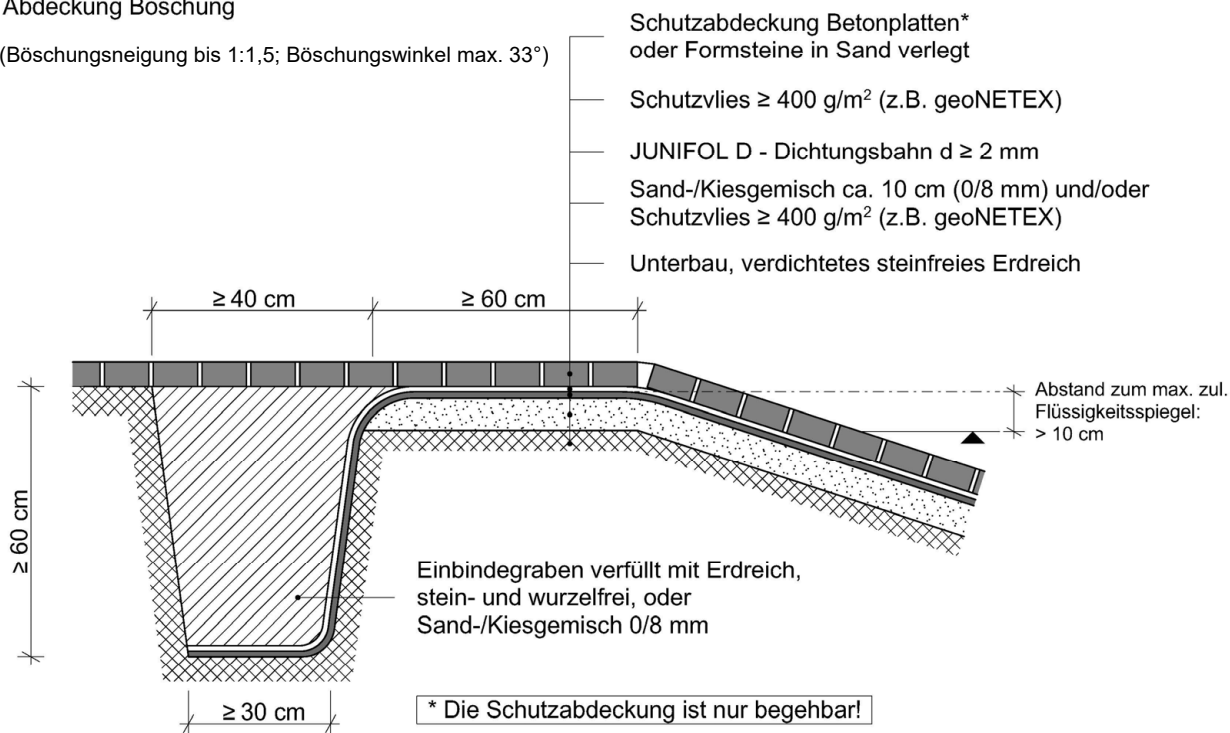 Abdeckung Böschung
(Böschungsneigung bis 1:1,5; Böschungswinkel max. 33°)
Schutzabdeckung Betonplatten*
oder Formsteine in Sand verlegt
Schutzvlies ≥ 400 g/m² (z.B. geoNETEX)
JUNIFOL D - Dichtungsbahn d ≥ 2 mm
Sand-/Kiesgemisch ca. 10 cm (0/8 mm) und/oder
Schutzvlies ≥ 400 g/m² (z.B. geoNETEX)
Unterbau, verdichtetes steinfreies Erdreich
≥ 40 cm
≥ 60 cm
Abstand zum max. zul.
Flüssigkeitsspiegel:
> 10 cm
≥ 60 cm
Einbindegraben verfüllt mit Erdreich,
stein- und wurzelfrei, oder
Sand-/Kiesgemisch 0/8 mm
≥ 30 cm
* Die Schutzabdeckung ist nur begehbar!